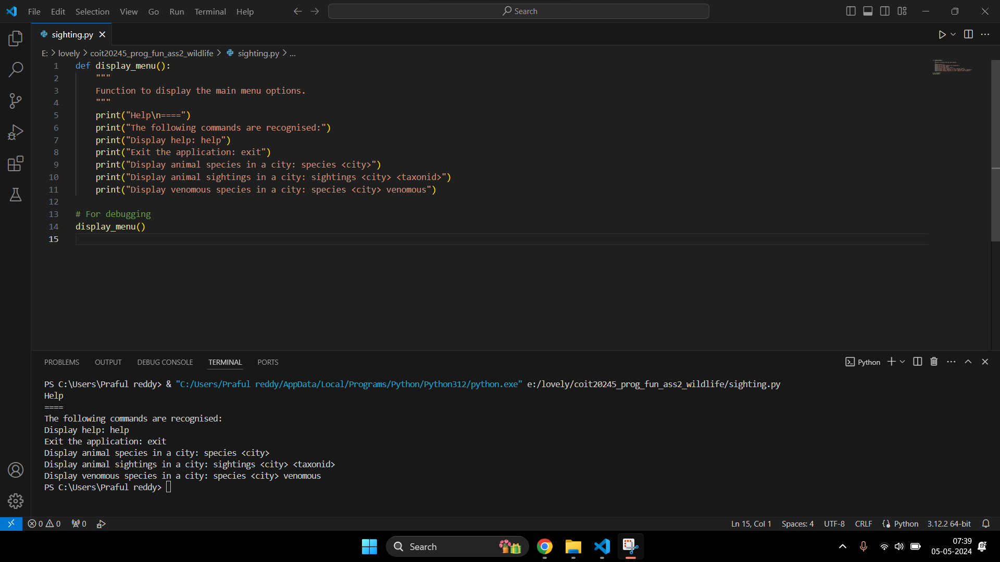 File Edit Selection View Go Run Terminal Help
Search
sighting.py
E: > lovely > coit20245_prog_fun_ass2_wildlife > sighting.py > ...
1 def display_menu():
2 """
3 Function to display the main menu options.
4 """
5 print("Help\n====")
6 print("The following commands are recognised:")
7 print("Display help: help")
8 print("Exit the application: exit")
9 print("Display animal species in a city: species <city>")
10 print("Display animal sightings in a city: sightings <city> <taxonid>")
11 print("Display venomous species in a city: species <city> venomous")
12
13 # For debugging
14 display_menu()
15
PROBLEMS OUTPUT DEBUG CONSOLE TERMINAL PORTS
Python
PS C:\Users\Praful reddy> & "C:/Users/Praful reddy/AppData/Local/Programs/Python/Python312/python.exe" e:/lovely/coit20245_prog_fun_ass2_wildlife/sighting.py
Help
====
The following commands are recognised:
Display help: help
Exit the application: exit
Display animal species in a city: species <city>
Display animal sightings in a city: sightings <city> <taxonid>
Display venomous species in a city: species <city> venomous
PS C:\Users\Praful reddy>
0 0 0 Ln 15, Col 1 Spaces: 4 UTF-8 CRLF Python 3.12.2 64-bit
Search
07:39
05-05-2024